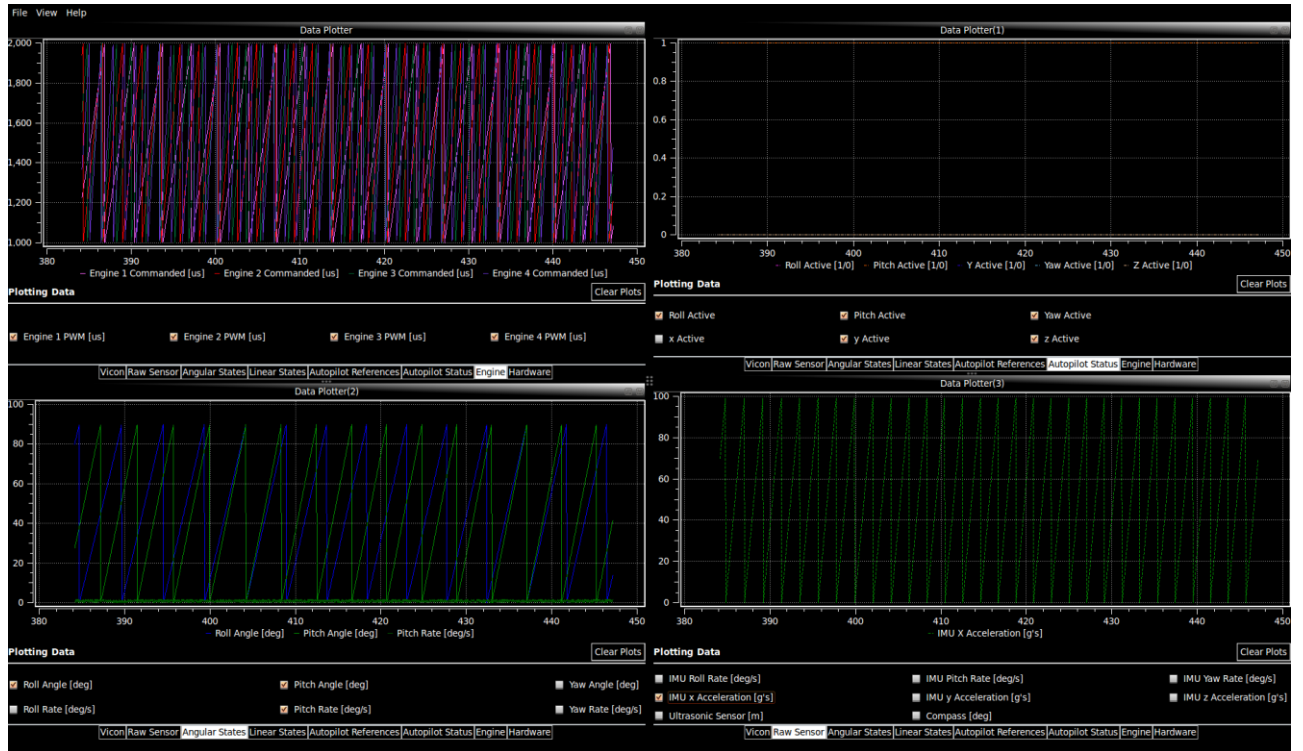 File View Help
Data Plotter
2,000
1,800
1,600
1,400
1,200
1,000
380 390 400 410 420 430 440 450
Engine 1 Commanded [us] Engine 2 Commanded [us] Engine 3 Commanded [us] Engine 4 Commanded [us]
Plotting Data Clear Plots
Engine 1 PWM [us] Engine 2 PWM [us] Engine 3 PWM [us] Engine 4 PWM [us]
Vicon Raw Sensor Angular States Linear States Autopilot References Autopilot Status Engine Hardware
Data Plotter(1)
1
0.8
0.6
0.4
0.2
0
380 390 400 410 420 430 440 450
Roll Active [1/0] Pitch Active [1/0] Y Active [1/0] Yaw Active [1/0] Z Active [1/0]
Plotting Data Clear Plots
Roll Active Pitch Active Yaw Active
x Active y Active z Active
Vicon Raw Sensor Angular States Linear States Autopilot References Autopilot Status Engine Hardware
Data Plotter(2)
100
80
60
40
20
0
380 390 400 410 420 430 440 450
Roll Angle [deg] Pitch Angle [deg] Pitch Rate [deg/s]
Plotting Data Clear Plots
Roll Angle [deg] Pitch Angle [deg] Yaw Angle [deg]
Roll Rate [deg/s] Pitch Rate [deg/s] Yaw Rate [deg/s]
Vicon Raw Sensor Angular States Linear States Autopilot References Autopilot Status Engine Hardware
Data Plotter(3)
100
80
60
40
20
0
380 390 400 410 420 430 440 450
IMU X Acceleration [g's]
Plotting Data Clear Plots
IMU Roll Rate [deg/s] IMU Pitch Rate [deg/s] IMU Yaw Rate [deg/s]
IMU x Acceleration [g's] IMU y Acceleration [g's] IMU z Acceleration [g's]
Ultrasonic Sensor [m] Compass [deg]
Vicon Raw Sensor Angular States Linear States Autopilot References Autopilot Status Engine Hardware